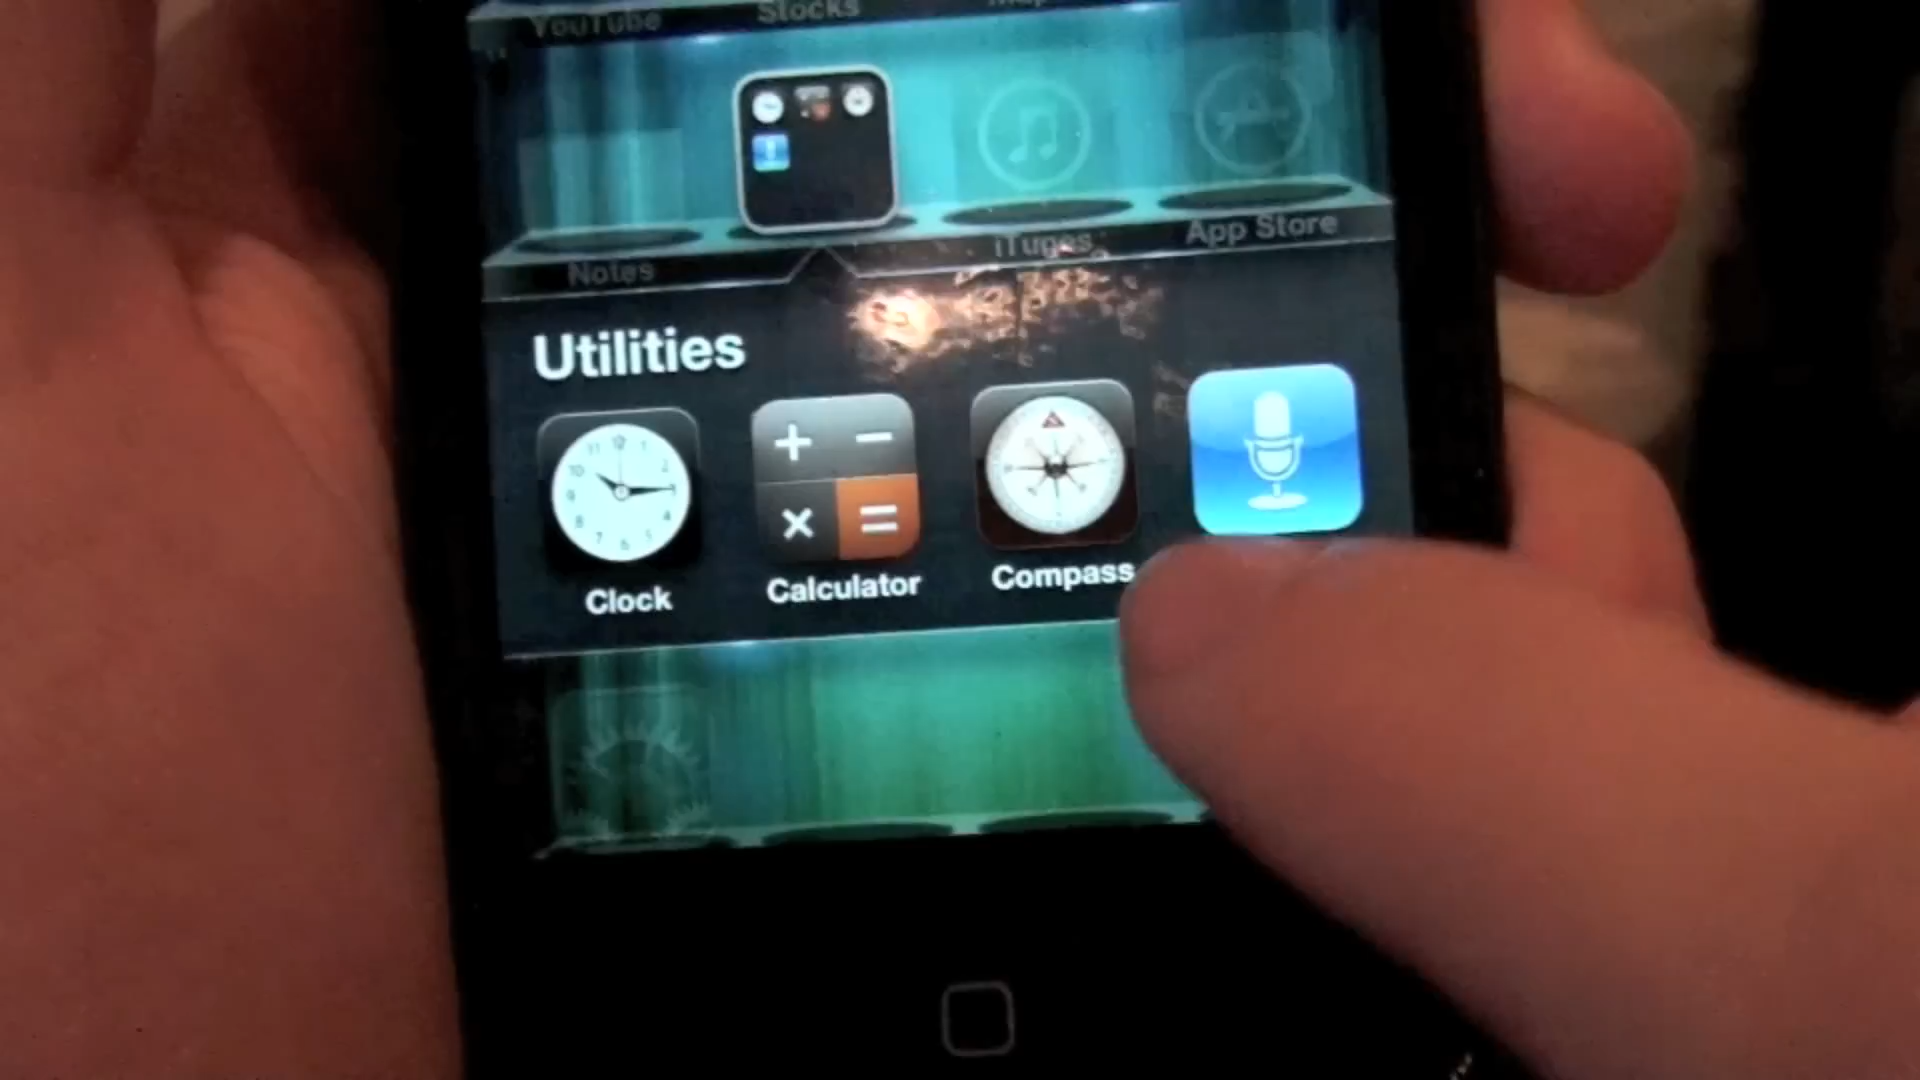 YouTube Stocks
Notes iTunes App Store
Utilities
Clock Calculator Compass